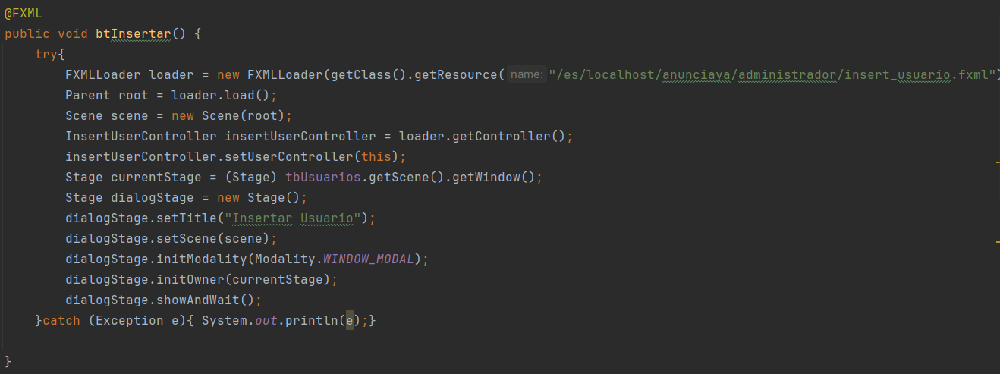 @FXML
public void btInsertar() {
    try{
        FXMLLoader loader = new FXMLLoader(getClass().getResource( name: "/es/localhost/anunciaya/administrador/insert_usuario.fxml")
        Parent root = loader.load();
        Scene scene = new Scene(root);
        InsertUserController insertUserController = loader.getController();
        insertUserController.setUserController(this);
        Stage currentStage = (Stage) tbUsuarios.getScene().getWindow();
        Stage dialogStage = new Stage();
        dialogStage.setTitle("Insertar Usuario");
        dialogStage.setScene(scene);
        dialogStage.initModality(Modality.WINDOW_MODAL);
        dialogStage.initOwner(currentStage);
        dialogStage.showAndWait();
    }catch (Exception e){ System.out.println(e);}
}